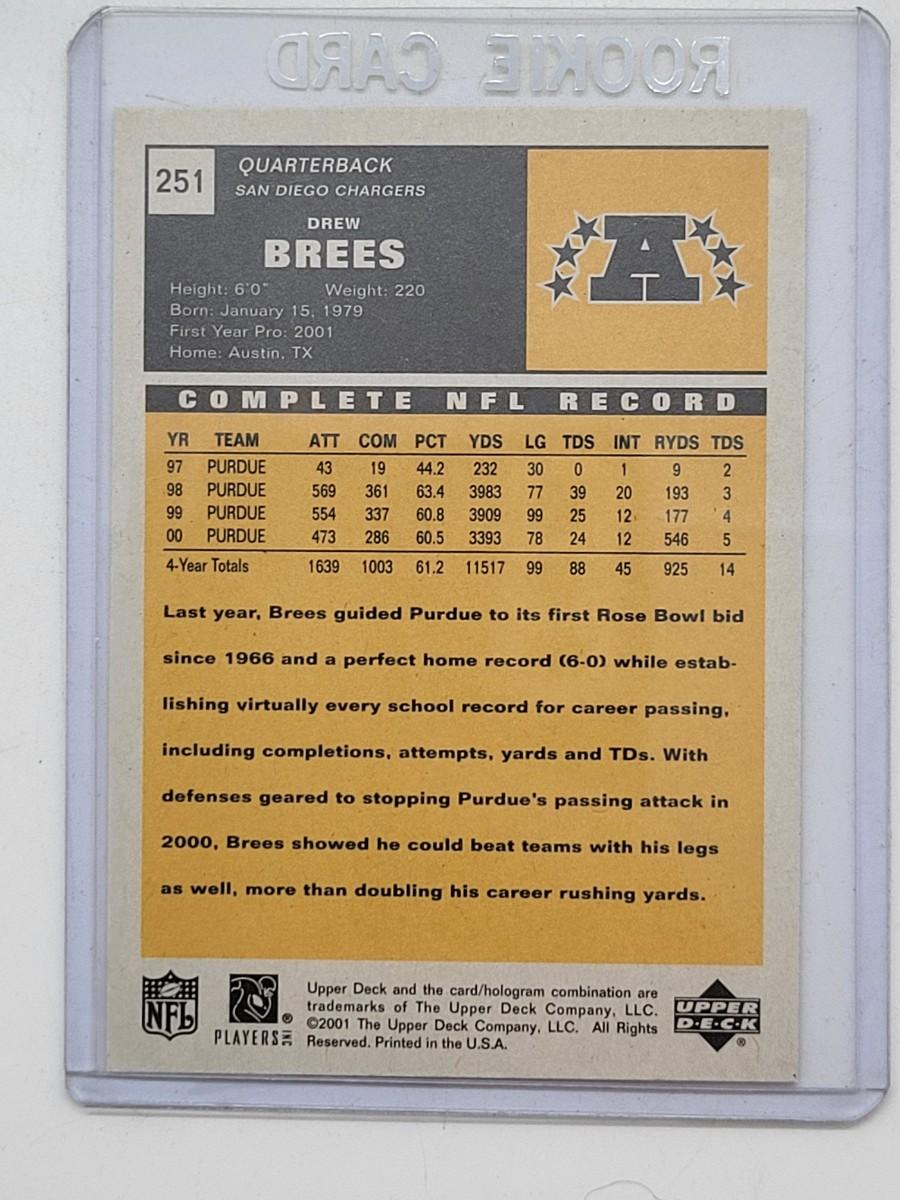 ROOKIE CARD
251
QUARTERBACK
SAN DIEGO CHARGERS
DREW
BREES
Height: 6'0" Weight: 220
Born: January 15, 1979
First Year Pro: 2001
Home: Austin, TX
A
COMPLETE NFL RECORD
YR TEAM ATT COM PCT YDS LG TDS INT RYDS TDS
97 PURDUE 43 19 44.2 232 30 0 1 9 2
98 PURDUE 569 361 63.4 3983 77 39 20 193 3
99 PURDUE 554 337 60.8 3909 99 25 12 177 4
00 PURDUE 473 286 60.5 3393 78 24 12 546 5
4-Year Totals 1639 1003 61.2 11517 99 88 45 925 14
Last year, Brees guided Purdue to its first Rose Bowl bid
since 1966 and a perfect home record (6-0) while estab-
lishing virtually every school record for career passing,
including completions, attempts, yards and TDs. With
defenses geared to stopping Purdue's passing attack in
2000, Brees showed he could beat teams with his legs
as well, more than doubling his career rushing yards.
NFL
PLAYERS INC ®
Upper Deck and the card/hologram combination are
trademarks of The Upper Deck Company, LLC.
©2001 The Upper Deck Company, LLC. All Rights
Reserved. Printed in the U.S.A.
UPPER
D·E·C·K
®